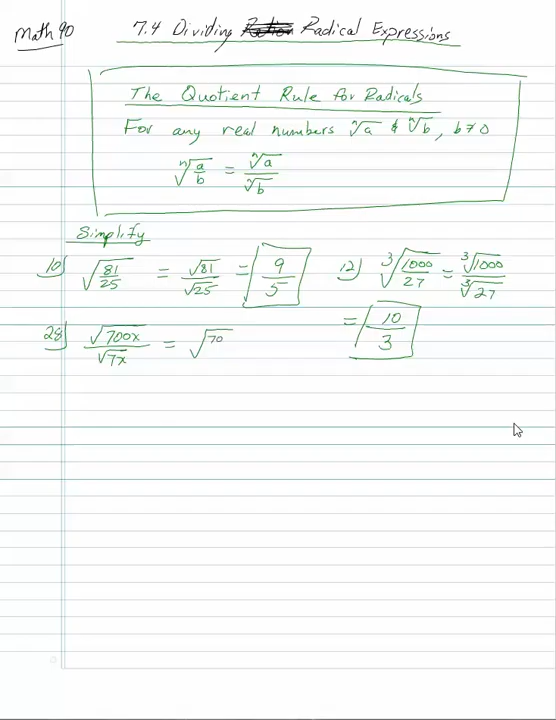 Math 90 7.4 Dividing Radical Expressions
The Quotient Rule for Radicals
For any real numbers ⁿ√a & ⁿ√b, b≠0
ⁿ√(a/b) = ⁿ√a/ⁿ√b
Simplify
10) √(81/25) = √81/√25 = 9/5 12) ³√(1000/27) = ³√1000/³√27
= 10/3
28) √700x/√7x = √70